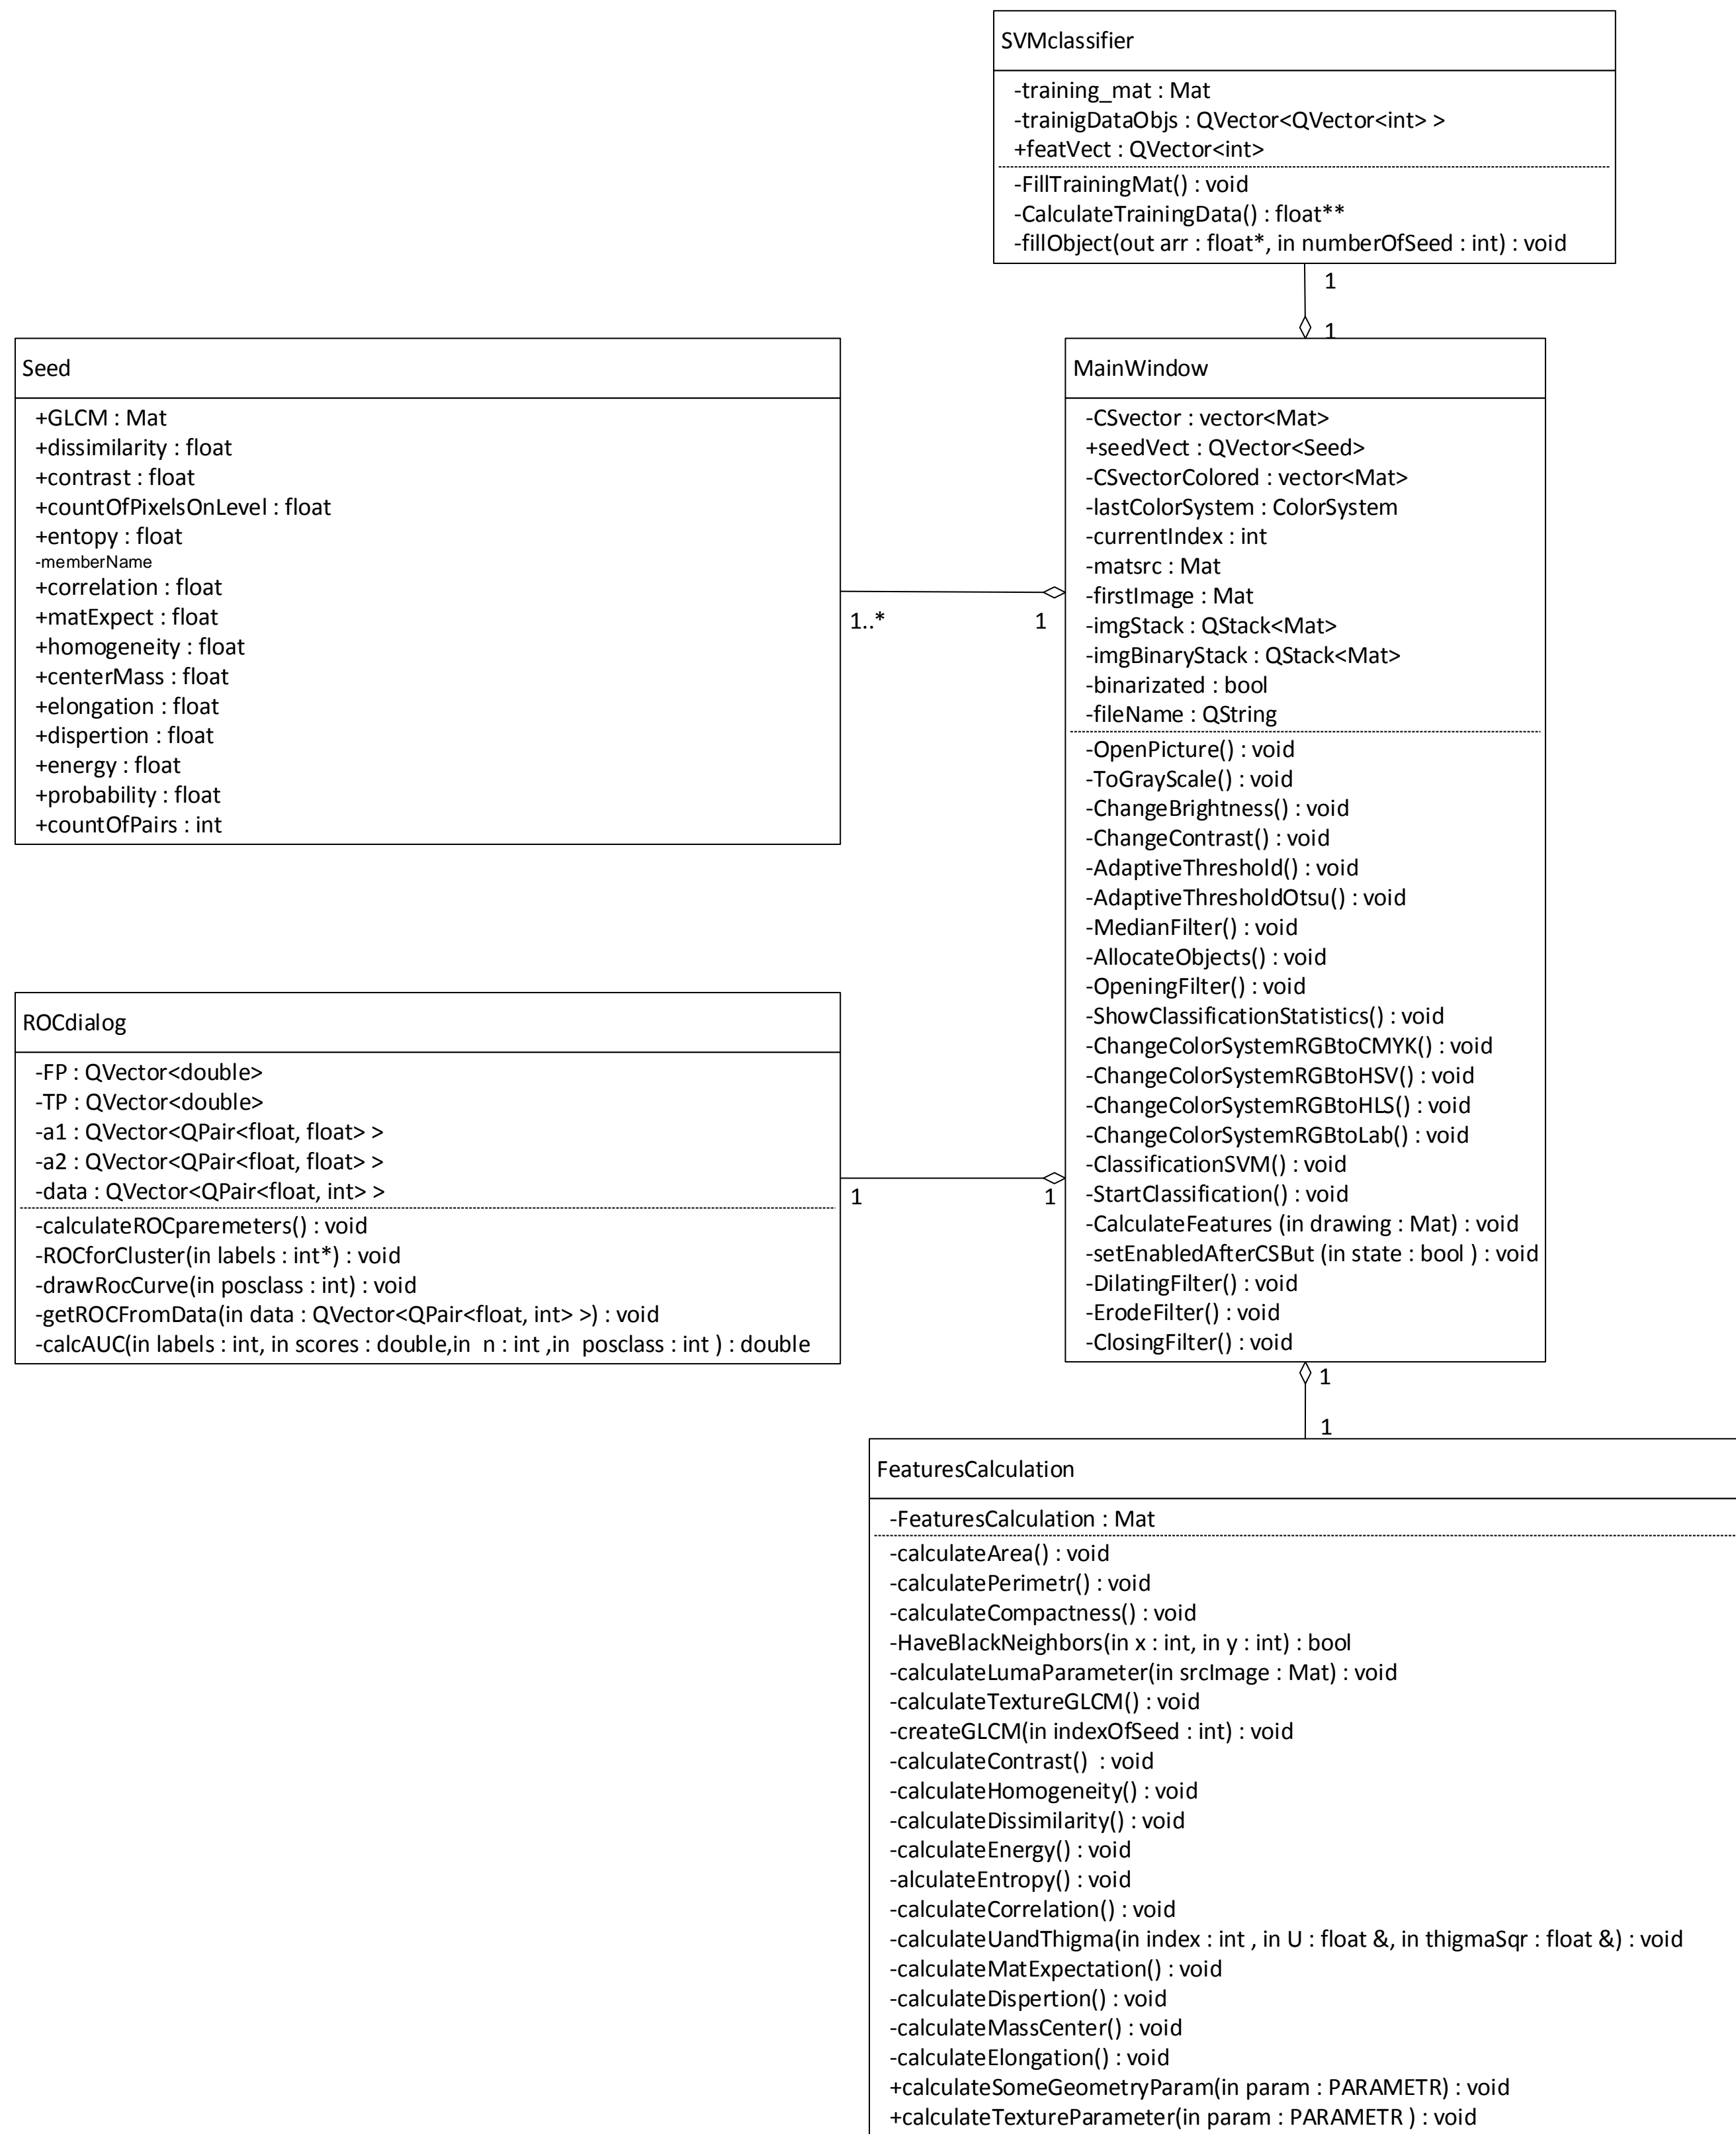 SVMclassifier
-training_mat : Mat
-trainigDataObjs : QVector<QVector<int> >
+featVect : QVector<int>
-FillTrainingMat() : void
-CalculateTrainingData() : float**
-fillObject(out arr : float*, in numberOfSeed : int) : void
1
1
Seed
+GLCM : Mat
+dissimilarity : float
+contrast : float
+countOfPixelsOnLevel : float
+entopy : float
-memberName
+correlation : float
+matExpect : float
+homogeneity : float
+centerMass : float
+elongation : float
+dispertion : float
+energy : float
+probability : float
+countOfPairs : int
1..*
1
MainWindow
-CSvector : vector<Mat>
+seedVect : QVector<Seed>
-CSvectorColored : vector<Mat>
-lastColorSystem : ColorSystem
-currentIndex : int
-matsrc : Mat
-firstImage : Mat
-imgStack : QStack<Mat>
-imgBinaryStack : QStack<Mat>
-binarizated : bool
-fileName : QString
-OpenPicture() : void
-ToGrayScale() : void
-ChangeBrightness() : void
-ChangeContrast() : void
-AdaptiveThreshold() : void
-AdaptiveThresholdOtsu() : void
-MedianFilter() : void
-AllocateObjects() : void
-OpeningFilter() : void
-ShowClassificationStatistics() : void
-ChangeColorSystemRGBtoCMYK() : void
-ChangeColorSystemRGBtoHSV() : void
-ChangeColorSystemRGBtoHLS() : void
-ChangeColorSystemRGBtoLab() : void
-ClassificationSVM() : void
-StartClassification() : void
-CalculateFeatures (in drawing : Mat) : void
-setEnabledAfterCSBut (in state : bool ) : void
-DilatingFilter() : void
-ErodeFilter() : void
-ClosingFilter() : void
ROCdialog
-FP : QVector<double>
-TP : QVector<double>
-a1 : QVector<QPair<float, float> >
-a2 : QVector<QPair<float, float> >
-data : QVector<QPair<float, int> >
-calculateROCparemeters() : void
-ROCforCluster(in labels : int*) : void
-drawRocCurve(in posclass : int) : void
-getROCFromData(in data : QVector<QPair<float, int> >) : void
-calcAUC(in labels : int, in scores : double,in  n : int ,in  posclass : int ) : double
1
1
1
1
FeaturesCalculation
-FeaturesCalculation : Mat
-calculateArea() : void
-calculatePerimetr() : void
-calculateCompactness() : void
-HaveBlackNeighbors(in x : int, in y : int) : bool
-calculateLumaParameter(in srcImage : Mat) : void
-calculateTextureGLCM() : void
-createGLCM(in indexOfSeed : int) : void
-calculateContrast()  : void
-calculateHomogeneity() : void
-calculateDissimilarity() : void
-calculateEnergy() : void
-alculateEntropy() : void
-calculateCorrelation() : void
-calculateUandThigma(in index : int , in U : float &, in thigmaSqr : float &) : void
-calculateMatExpectation() : void
-calculateDispertion() : void
-calculateMassCenter() : void
-calculateElongation() : void
+calculateSomeGeometryParam(in param : PARAMETR) : void
+calculateTextureParameter(in param : PARAMETR ) : void